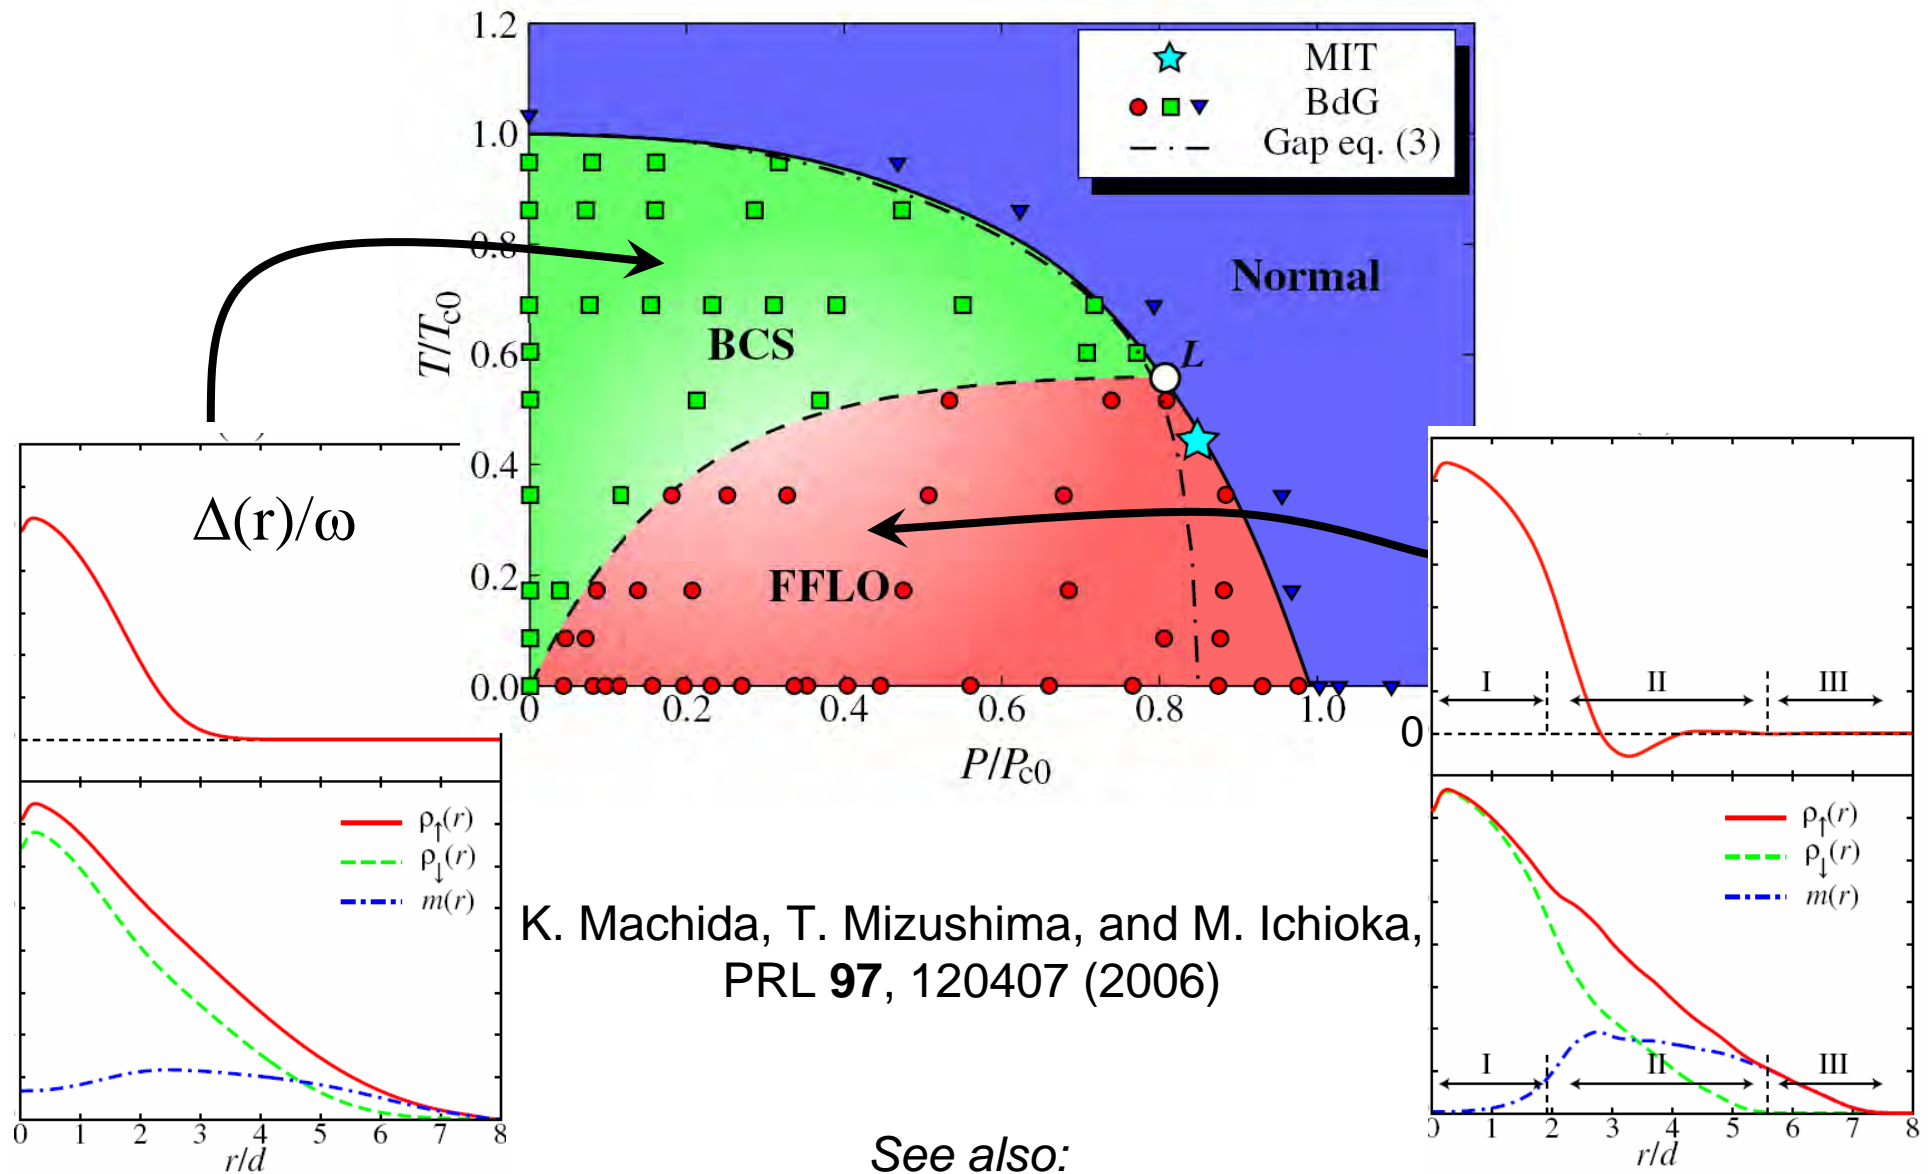 1.2
1.0
0.8
0.6
0.4
0.2
0.0
T/Tc0
MIT
BdG
Gap eq. (3)
Normal
BCS
L
FFLO
0 0.2 0.4 0.6 0.8 1.0
P/Pc0
Δ(r)/ω
ρ↑(r)
ρ↓(r)
m(r)
0 1 2 3 4 5 6 7 8
r/d
I II III
0
ρ↑(r)
ρ↓(r)
m(r)
I II III
0 1 2 3 4 5 6 7 8
r/d
K. Machida, T. Mizushima, and M. Ichioka,
PRL 97, 120407 (2006)
See also: